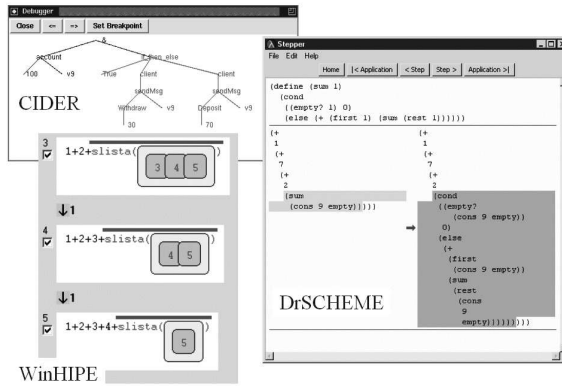 Debugger
Close <= => Set Breakpoint
&
account if_then_else
100 v9 True client client
sendMsg sendMsg
Withdraw v9 Deposit v9
30 70
CIDER
3
1+2+slista( 3 4 5 )
↓1
4
1+2+3+slista( 4 5 )
↓1
5
1+2+3+4+slista( 5 )
WinHIPE
Stepper
File Edit Help
Home |< Application < Step Step > Application >|
(define (sum l)
(cond
((empty? l) 0)
(else (+ (first l) (sum (rest l))))))
(+
1
(+
7
(+
2
(sum
(cons 9 empty)))))
(+
1
(+
7
(+
2
(cond
((empty?
(cons 9 empty))
0)
(else
(+
(first
(cons 9 empty))
(sum
(rest
(cons
9
empty)))))))))
DrSCHEME